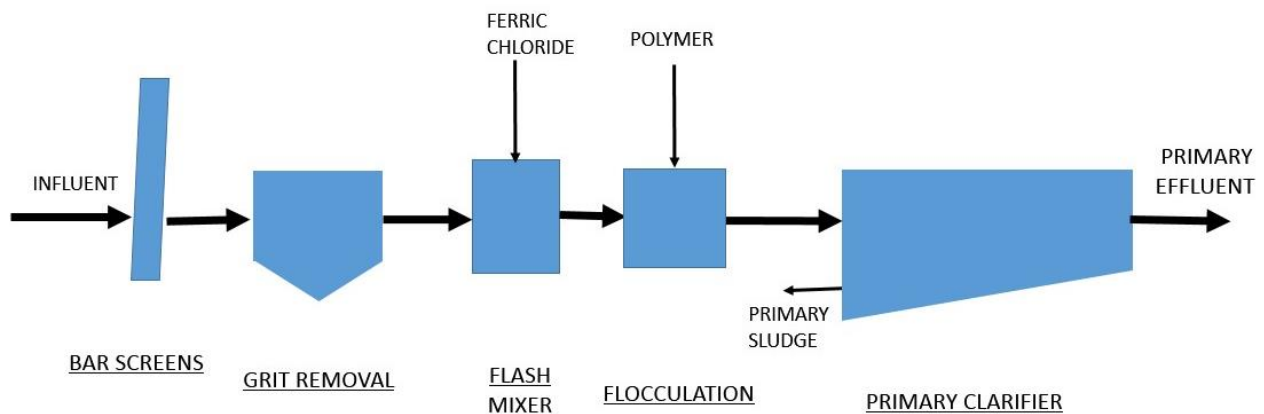 FERRIC
CHLORIDE
POLYMER
INFLUENT
PRIMARY
EFFLUENT
PRIMARY
SLUDGE
BAR SCREENS
GRIT REMOVAL
FLASH
MIXER
FLOCCULATION
PRIMARY CLARIFIER